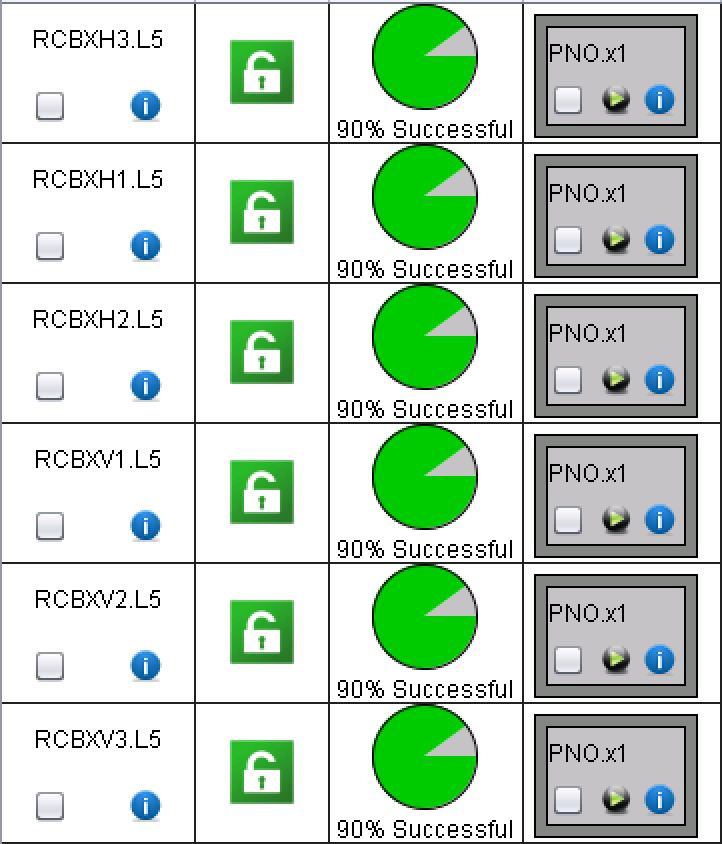 RCBXH3.L5
90% Successful
PNO.x1
RCBXH1.L5
90% Successful
PNO.x1
RCBXH2.L5
90% Successful
PNO.x1
RCBXV1.L5
90% Successful
PNO.x1
RCBXV2.L5
90% Successful
PNO.x1
RCBXV3.L5
90% Successful
PNO.x1